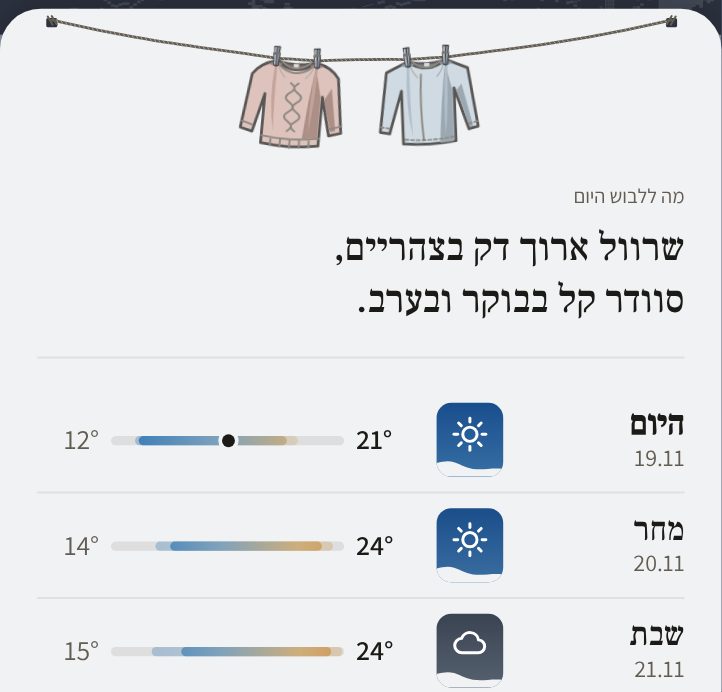 מה ללבוש היום
שרוול ארוך דק בצהריים,
סוודר קל בבוקר ובערב.
היום
19.11
21°
12°
מחר
20.11
24°
14°
שבת
21.11
24°
15°